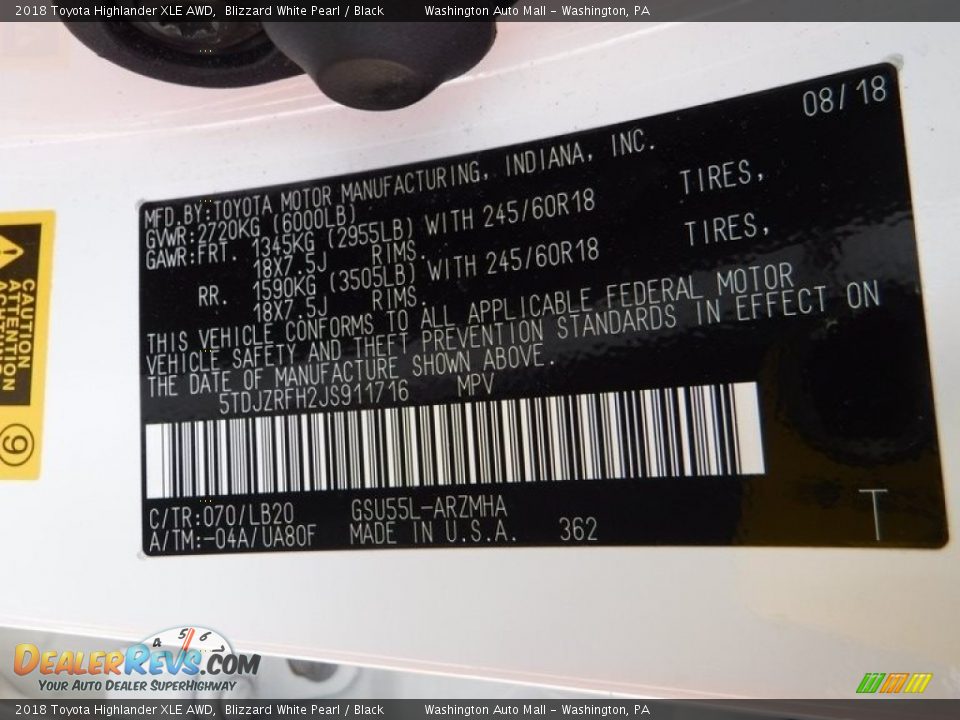 2018 Toyota Highlander XLE AWD,  Blizzard White Pearl / Black        Washington Auto Mall - Washington, PA
08/18
MFD.BY:TOYOTA MOTOR MANUFACTURING, INDIANA, INC.
GVWR:2720KG (6000LB)
GAWR:FRT. 1345KG (2955LB) WITH 245/60R18 TIRES,
18X7.5J RIMS.
RR. 1590KG (3505LB) WITH 245/60R18 TIRES,
18X7.5J RIMS.
THIS VEHICLE CONFORMS TO ALL APPLICABLE FEDERAL MOTOR
VEHICLE SAFETY AND THEFT PREVENTION STANDARDS IN EFFECT ON
THE DATE OF MANUFACTURE SHOWN ABOVE.
5TDJZRFH2JS911716 MPV
C/TR:070/LB20 GSU55L-ARZMHA
A/TM:-04A/UA80F MADE IN U.S.A. 362
T
CAUTION
ATTENTION
9
4 5 6
DEALERREVS.COM
YOUR AUTO DEALER SUPERHIGHWAY
2018 Toyota Highlander XLE AWD,  Blizzard White Pearl / Black        Washington Auto Mall - Washington, PA